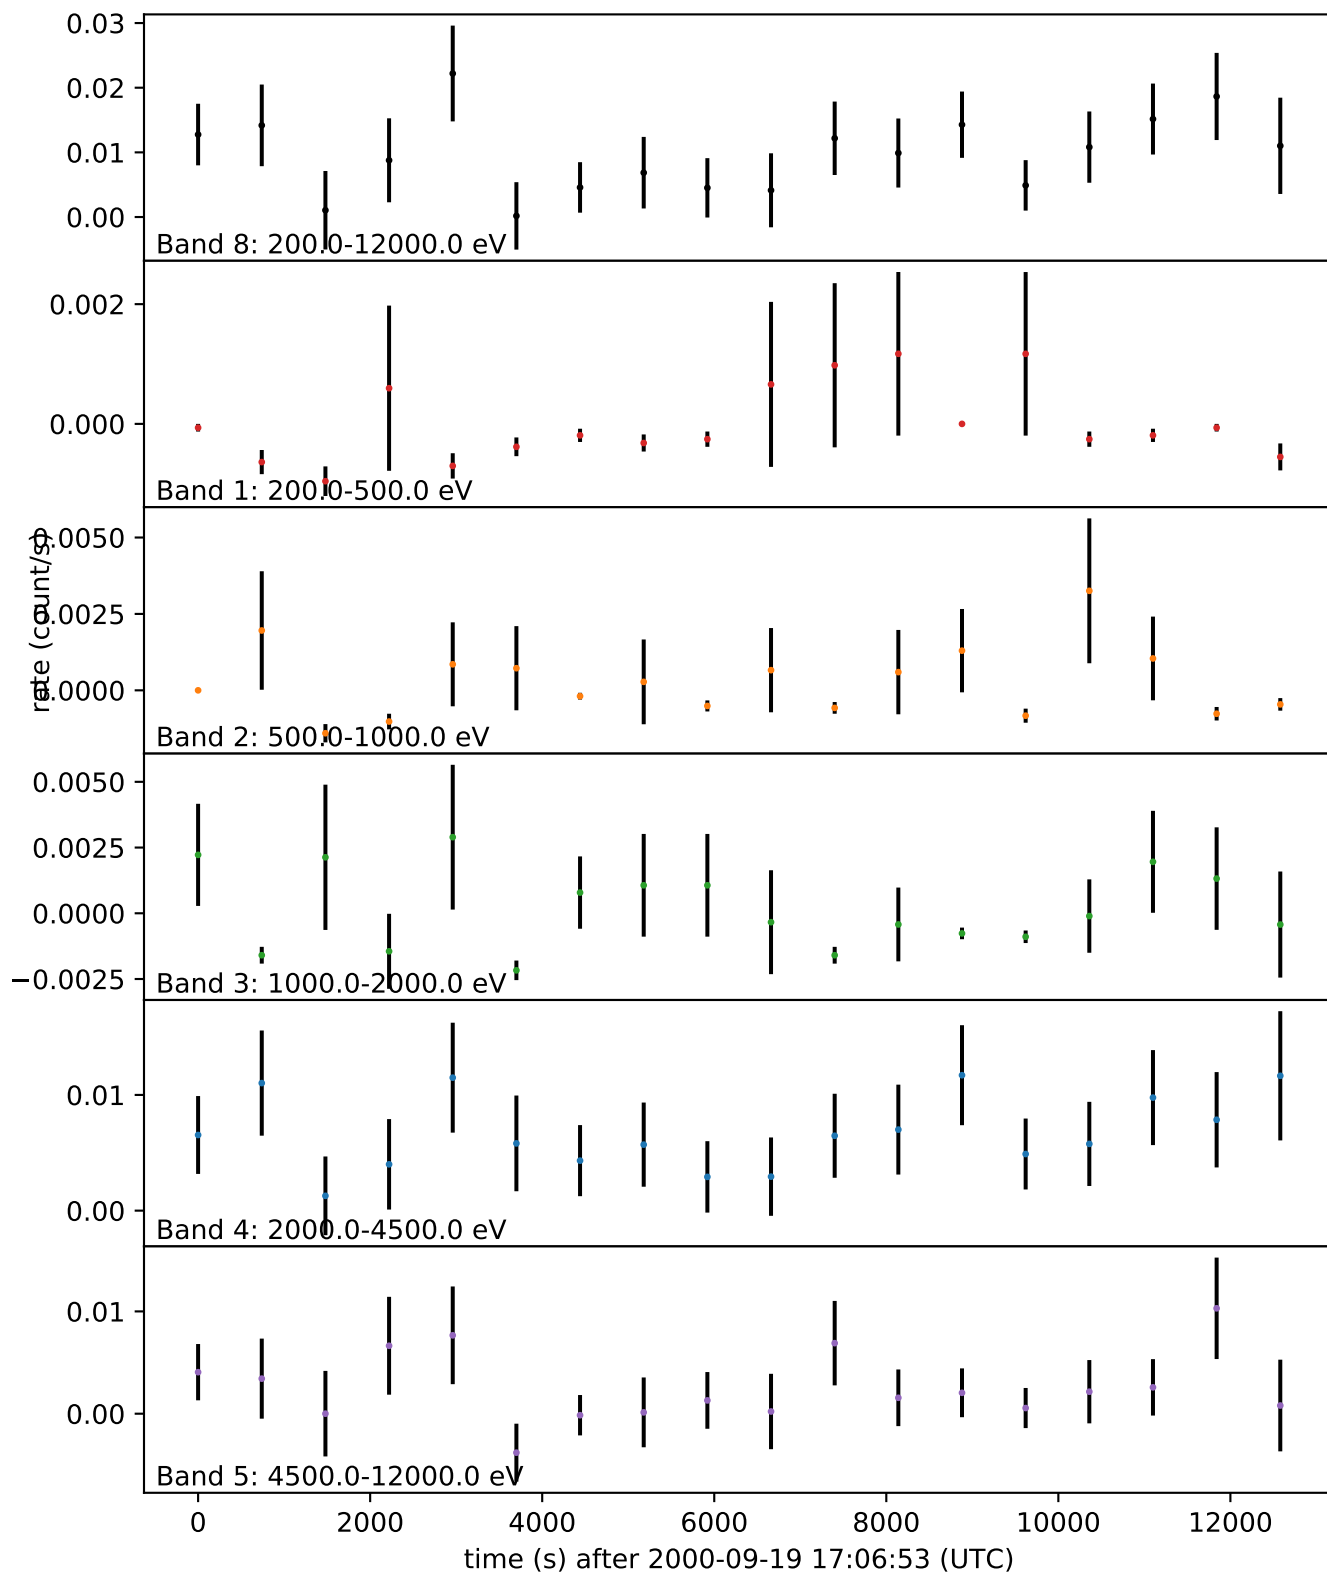 0.03
0.02
0.01
0.00
Band 8: 200.0-12000.0 eV
0.002
0.000
Band 1: 200.0-500.0 eV
rate (count/s)
0.0050
0.0025
0.0000
Band 2: 500.0-1000.0 eV
0.0050
0.0025
0.0000
−0.0025
Band 3: 1000.0-2000.0 eV
0.01
0.00
Band 4: 2000.0-4500.0 eV
0.01
0.00
Band 5: 4500.0-12000.0 eV
0 2000 4000 6000 8000 10000 12000
time (s) after 2000-09-19 17:06:53 (UTC)